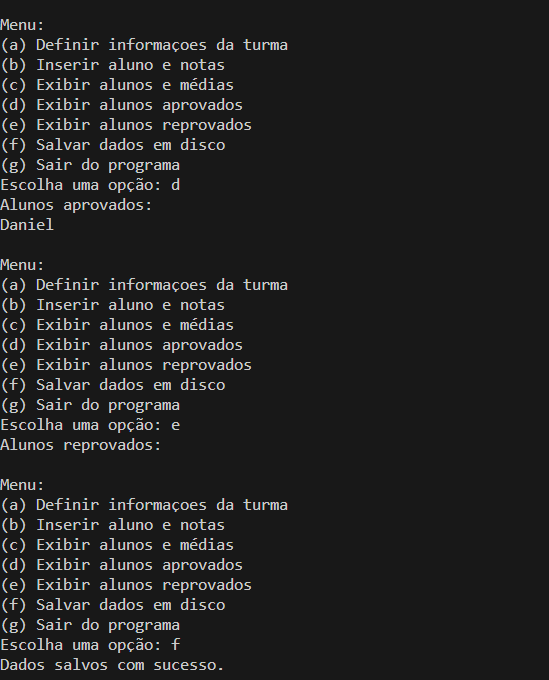 Menu:
(a) Definir informaçoes da turma
(b) Inserir aluno e notas
(c) Exibir alunos e médias
(d) Exibir alunos aprovados
(e) Exibir alunos reprovados
(f) Salvar dados em disco
(g) Sair do programa
Escolha uma opção: d
Alunos aprovados:
Daniel

Menu:
(a) Definir informaçoes da turma
(b) Inserir aluno e notas
(c) Exibir alunos e médias
(d) Exibir alunos aprovados
(e) Exibir alunos reprovados
(f) Salvar dados em disco
(g) Sair do programa
Escolha uma opção: e
Alunos reprovados:

Menu:
(a) Definir informaçoes da turma
(b) Inserir aluno e notas
(c) Exibir alunos e médias
(d) Exibir alunos aprovados
(e) Exibir alunos reprovados
(f) Salvar dados em disco
(g) Sair do programa
Escolha uma opção: f
Dados salvos com sucesso.